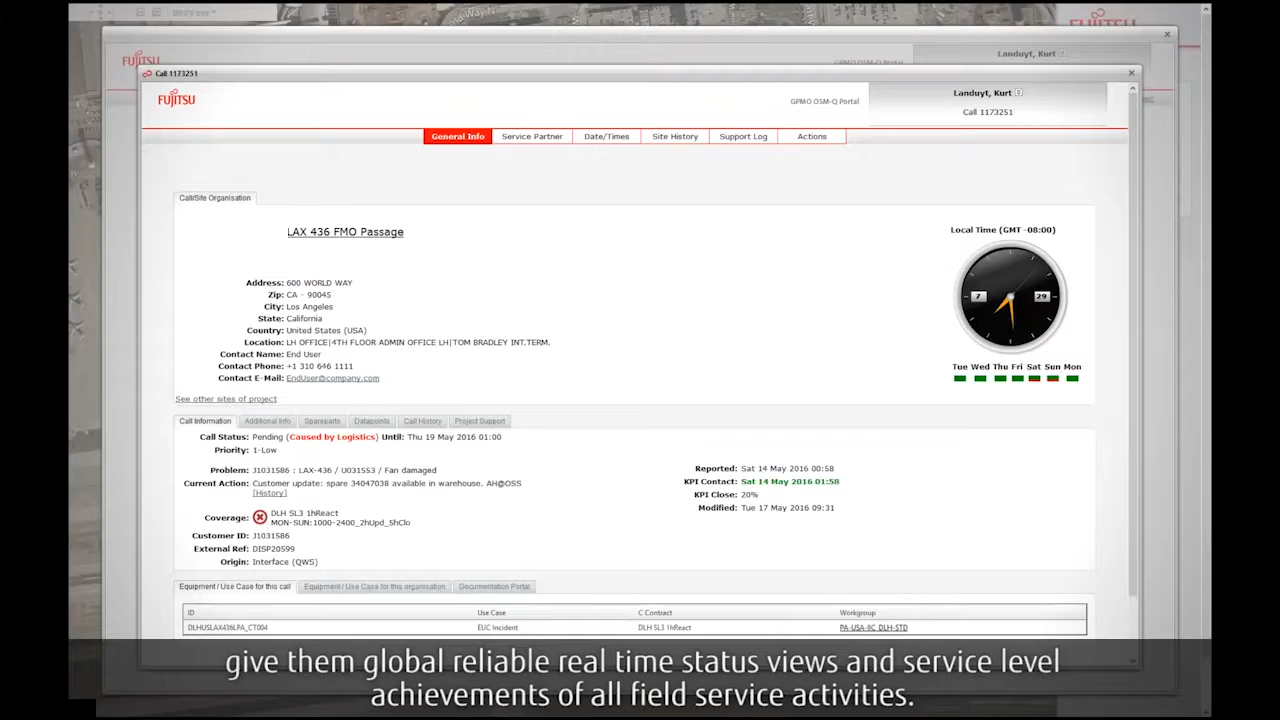 FUJITSU
FUJITSU
Landuyt, Kurt
GPMO OSM-Q Portal
Call 1173251
FUJITSU
GPMO OSM-Q Portal
Landuyt, Kurt
Call 1173251
General Info Service Partner Date/Times Site History Support Log Actions
Call/Site Organisation
LAX 436 FMO Passage
Local Time (GMT -08:00)
Address: 600 WORLD WAY
Zip: CA - 90045
7 29
City: Los Angeles
State: California
Country: United States (USA)
Location: LH OFFICE|4TH FLOOR ADMIN OFFICE LH|TOM BRADLEY INT.TERM.
Contact Name: End User
Contact Phone: +1 310 646 1111
Tue Wed Thu Fri Sat Sun Mon
Contact E-Mail: EndUser@company.com
See other sites of project
Call Information Additional Info Spareparts Datapoints Call History Project Support
Call Status: Pending (Caused by Logistics) Until: Thu 19 May 2016 01:00
Priority: 1-Low
Problem: J1031586 : LAX-436 / U031553 / Fan damaged
Current Action: Customer update: spare 34047038 available in warehouse. AH@OSS
[History]
Coverage: DLH SL3 1hReact
MON-SUN:1000-2400_2hUpd_5hClo
Customer ID: J1031586
External Ref: DISP20599
Origin: Interface (QWS)
Reported: Sat 14 May 2016 00:58
KPI Contact: Sat 14 May 2016 01:58
KPI Close: 20%
Modified: Tue 17 May 2016 09:31
Equipment / Use Case for this call Equipment / Use Case for this organisation Documentation Portal
ID Use Case C Contract Workgroup
DLHUSLAX436LPA_CT004 EUC Incident DLH SL3 1hReact PA-USA-IIC_DLH-STD
give them global reliable real time status views and service level
achievements of all field service activities.